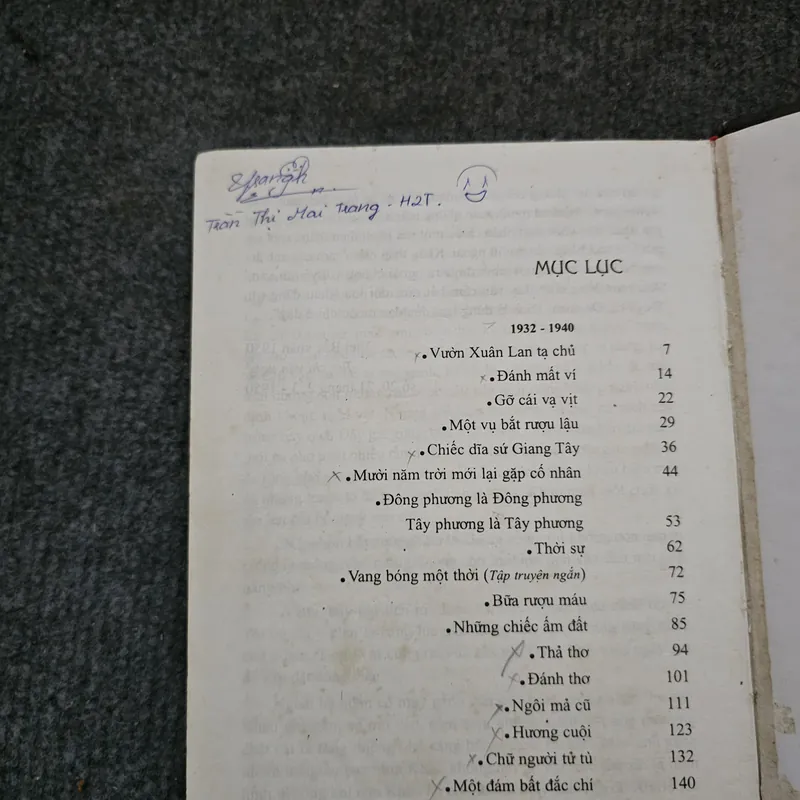 Trần Thị Mai Trang - H2T.
MỤC LỤC
1932 - 1940
Vườn Xuân Lan tạ chủ 7
Đánh mất ví 14
Gỡ cái vạ vịt 22
Một vụ bắt rượu lậu 29
Chiếc dĩa sứ Giang Tây 36
Mười năm trời mới lại gặp cố nhân 44
Đông phương là Đông phương
Tây phương là Tây phương 53
Thời sự 62
Vang bóng một thời (Tập truyện ngắn) 72
Bữa rượu máu 75
Những chiếc ấm đất 85
Thả thơ 94
Đánh thơ 101
Ngôi mả cũ 111
Hương cuội 123
Chữ người tử tù 132
Một đám bất đắc chí 140